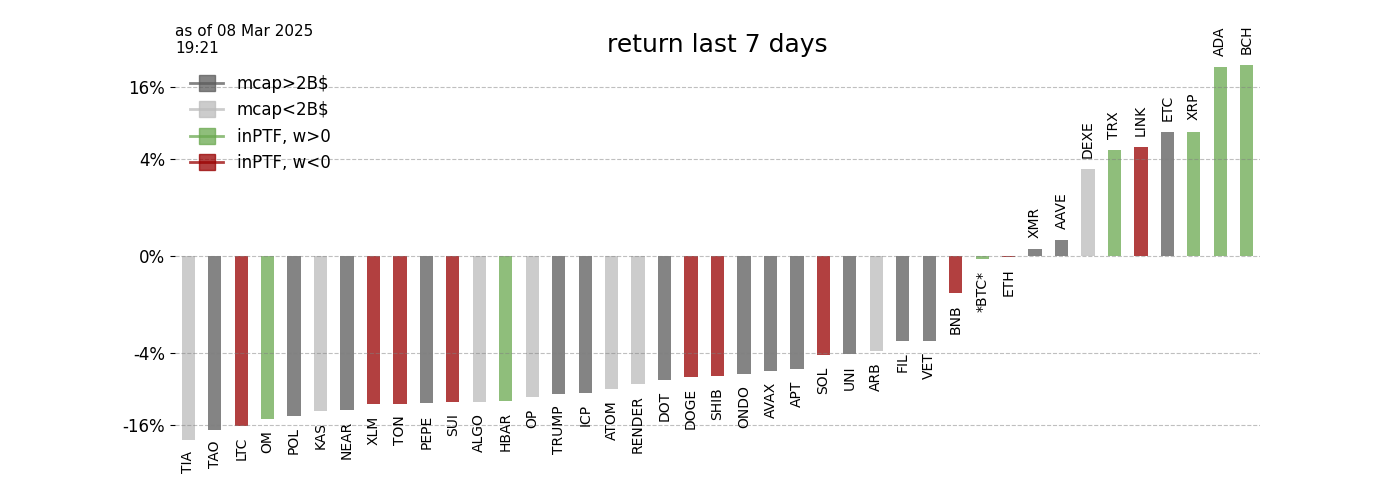 as of 08 Mar 2025
19:21
return last 7 days
mcap>2B$
mcap<2B$
inPTF, w>0
inPTF, w<0
16%
4%
0%
-4%
-16%
TIA
TAO
LTC
OM
POL
KAS
NEAR
XLM
TON
PEPE
SUI
ALGO
HBAR
OP
TRUMP
ICP
ATOM
RENDER
DOT
DOGE
SHIB
ONDO
AVAX
APT
SOL
UNI
ARB
FIL
VET
BNB
*BTC*
ETH
XMR
AAVE
DEXE
TRX
LINK
ETC
XRP
ADA
BCH